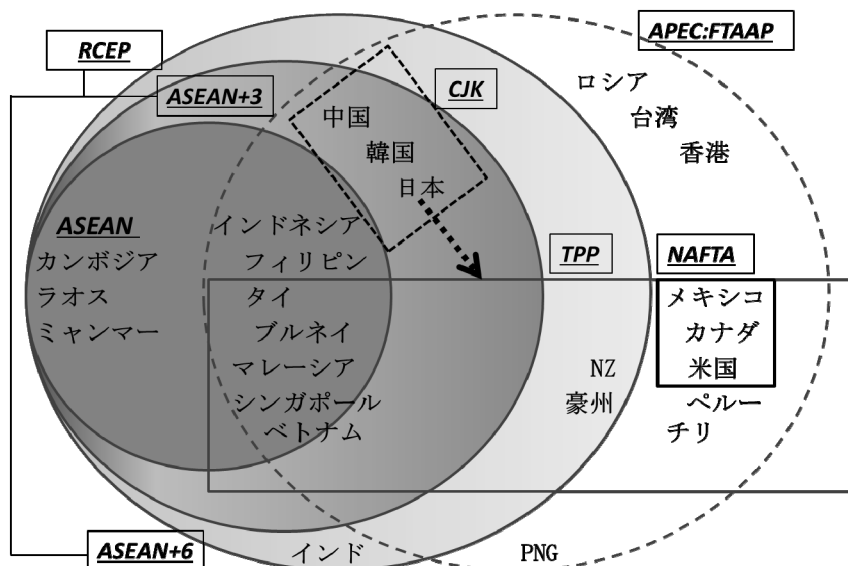 RCEP
APEC:FTAAP
ASEAN+3
CJK
ロシア
台湾
香港
中国
韓国
日本
ASEAN
カンボジア
ラオス
ミャンマー
インドネシア
フィリピン
タイ
ブルネイ
マレーシア
シンガポール
ベトナム
TPP
NAFTA
メキシコ
カナダ
米国
NZ
豪州
ペルー
チリ
ASEAN+6
インド
PNG